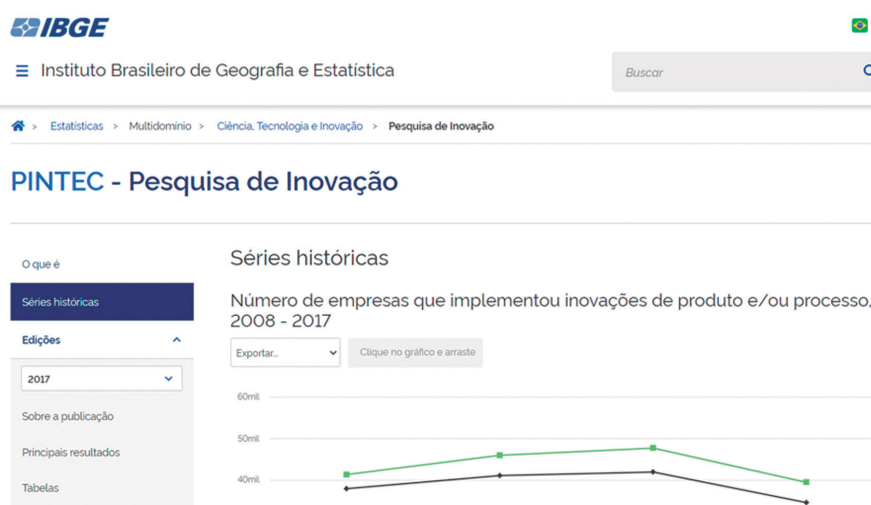 IBGE
Instituto Brasileiro de Geografia e Estatística
Buscar
> Estatísticas > Multidomínio > Ciência, Tecnologia e Inovação > Pesquisa de Inovação
PINTEC - Pesquisa de Inovação
O que é
Séries históricas
Edições
2017
Sobre a publicação
Principais resultados
Tabelas
Séries históricas
Número de empresas que implementou inovações de produto e/ou processo,
2008 - 2017
Exportar..
Clique no gráfico e arraste
60mil
50mil
40mil